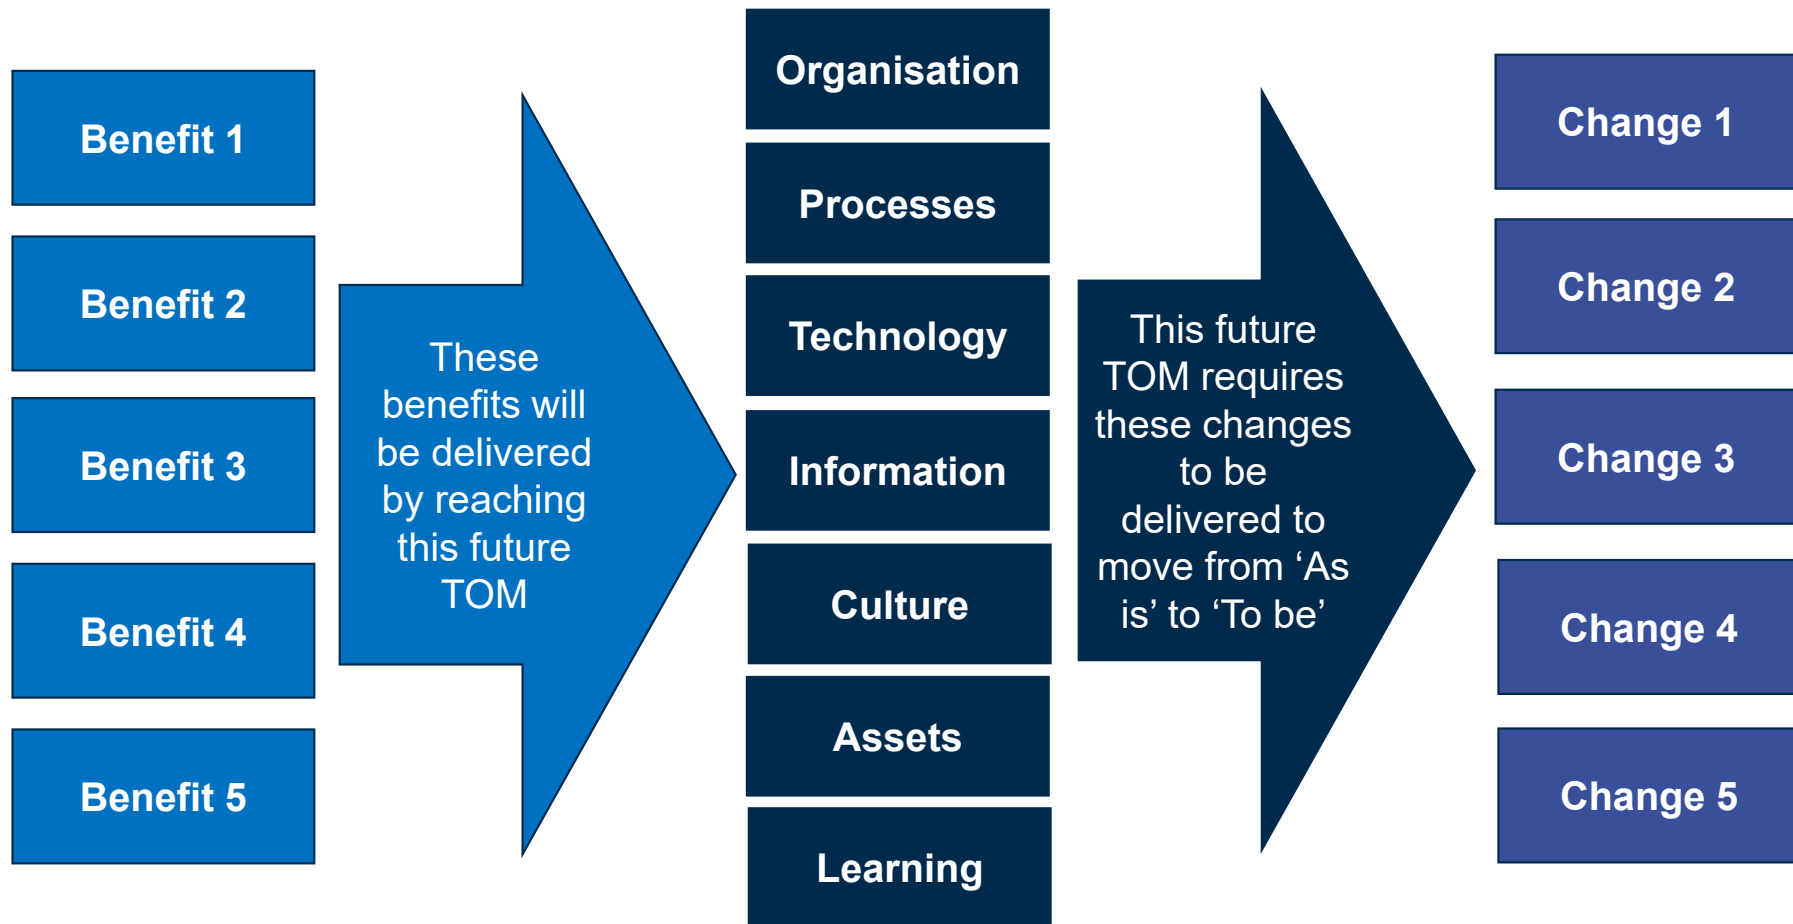 Benefit 1
Benefit 2
Benefit 3
Benefit 4
Benefit 5
These
benefits will
be delivered
by reaching
this future
TOM
Organisation
Processes
Technology
Information
Culture
Assets
Learning
This future
TOM requires
these changes
to be
delivered to
move from ‘As
is’ to ‘To be’
Change 1
Change 2
Change 3
Change 4
Change 5